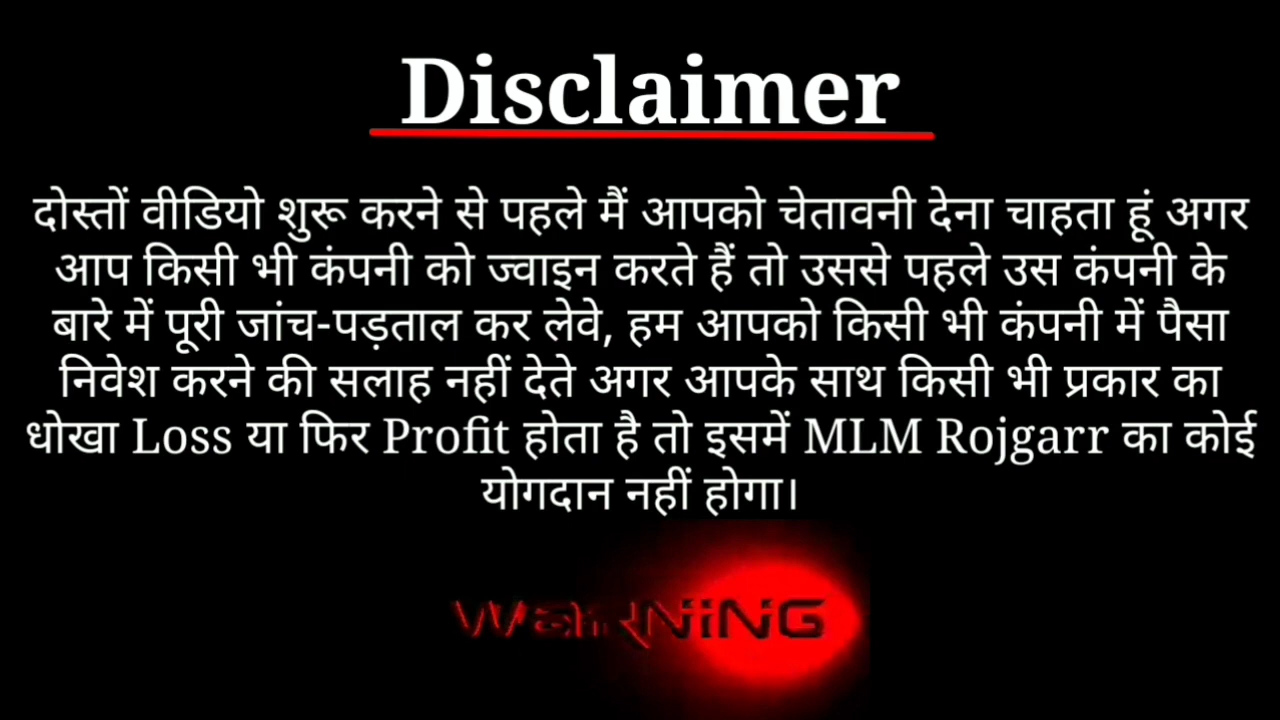 Disclaimer
दोस्तों वीडियो शुरू करने से पहले मैं आपको चेतावनी देना चाहता हूं अगर
आप किसी भी कंपनी को ज्वाइन करते हैं तो उससे पहले उस कंपनी के
बारे में पूरी जांच-पड़ताल कर लेवे, हम आपको किसी भी कंपनी में पैसा
निवेश करने की सलाह नहीं देते अगर आपके साथ किसी भी प्रकार का
धोखा Loss या फिर Profit होता है तो इसमें MLM Rojgarr का कोई
योगदान नहीं होगा।
WARNiNG